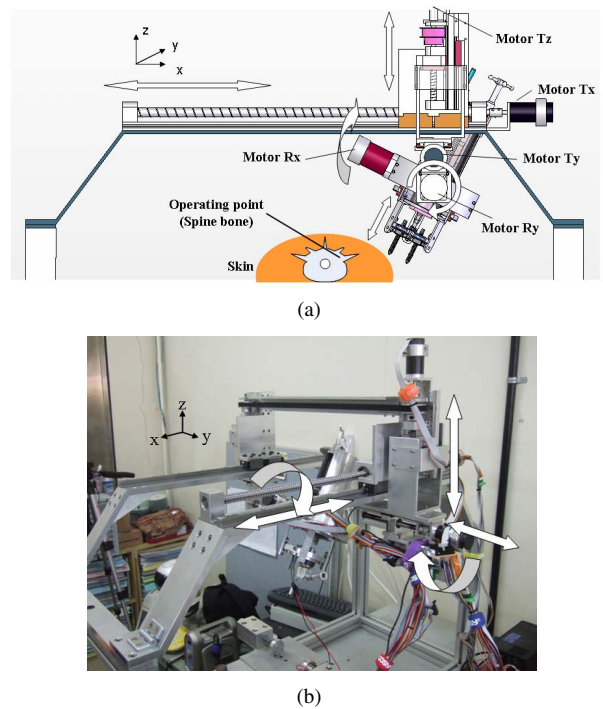 z
y
x
Motor Tz
Motor Tx
Motor Rx
Motor Ty
Operating point
(Spine bone)
Motor Ry
Skin
(a)
z
x
y
(b)